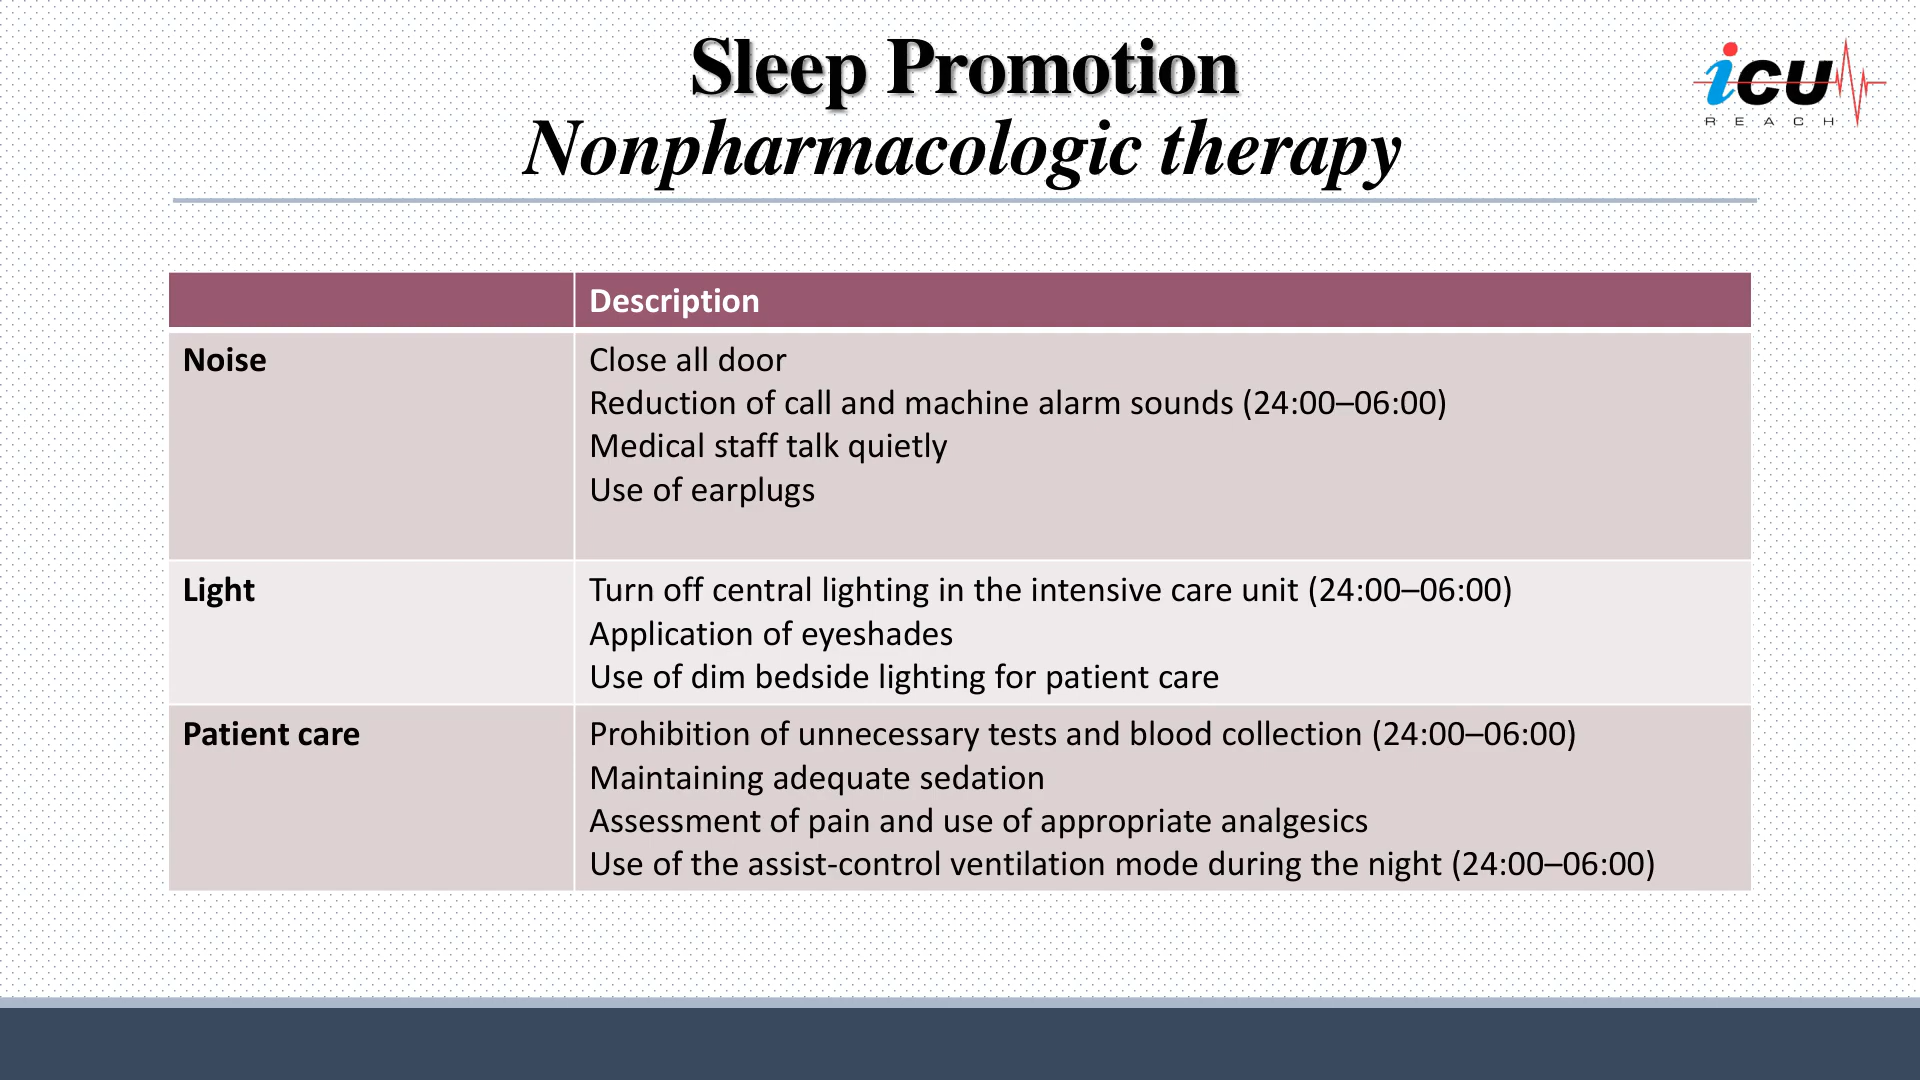 Sleep Promotion
Nonpharmacologic therapy
icu
REACH
Description
Noise
Close all door
Reduction of call and machine alarm sounds (24:00–06:00)
Medical staff talk quietly
Use of earplugs
Light
Turn off central lighting in the intensive care unit (24:00–06:00)
Application of eyeshades
Use of dim bedside lighting for patient care
Patient care
Prohibition of unnecessary tests and blood collection (24:00–06:00)
Maintaining adequate sedation
Assessment of pain and use of appropriate analgesics
Use of the assist-control ventilation mode during the night (24:00–06:00)